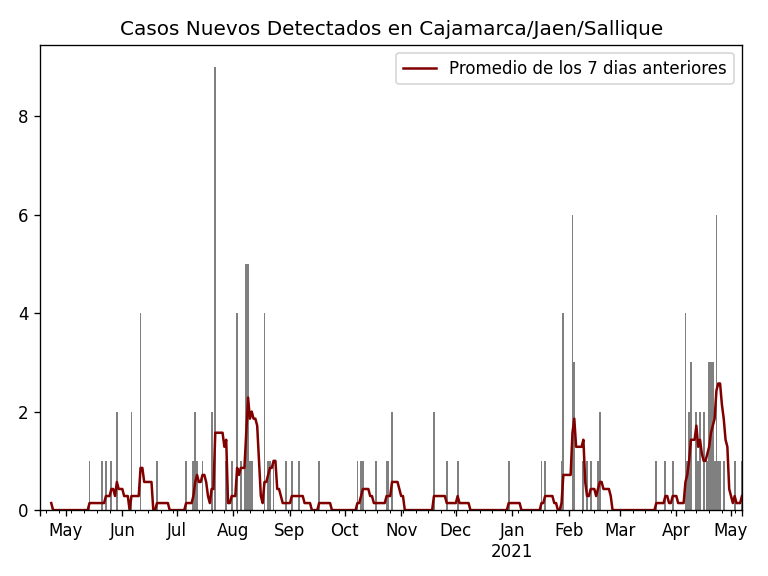 Casos Nuevos Detectados en Cajamarca/Jaen/Sallique
Promedio de los 7 dias anteriores
8
6
4
2
0
May Jun Jul Aug Sep Oct Nov Dec Jan Feb Mar Apr May
2021